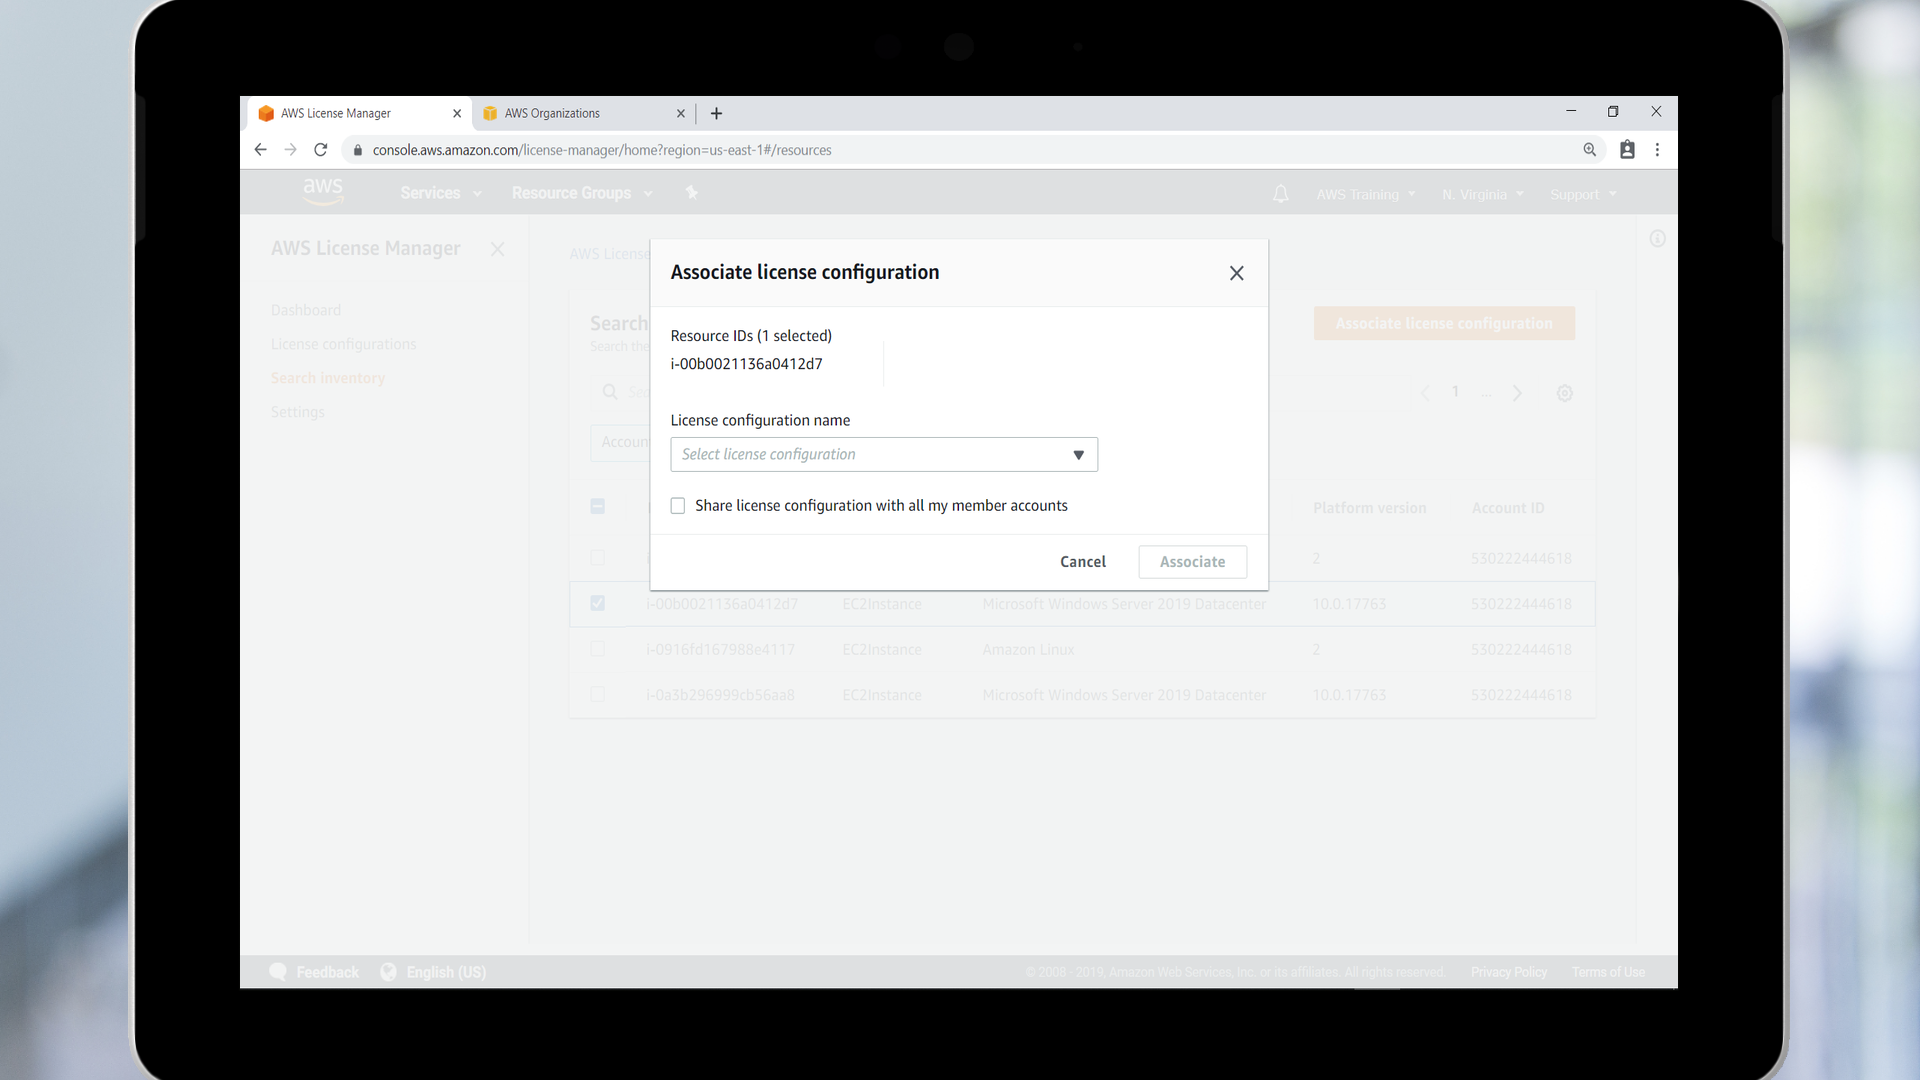 AWS License Manager
AWS Organizations
console.aws.amazon.com/license-manager/home?region=us-east-1#/resources
aws Services Resource Groups AWS Training N. Virginia Support
AWS License Manager
Dashboard
License configurations
Search inventory
Settings
AWS License
Search
Search the
Associate license configuration
1 ...
Account
Associate license configuration
Resource IDs (1 selected)
i-00b0021136a0412d7
License configuration name
Select license configuration
Share license configuration with all my member accounts
Cancel Associate
Platform version Account ID
2 530222444618
i-00b0021136a0412d7 EC2Instance Microsoft Windows Server 2019 Datacenter 10.0.17763 530222444618
i-0916fd167988e4117 EC2Instance Amazon Linux 2 530222444618
i-0a3b296999cb56aa8 EC2Instance Microsoft Windows Server 2019 Datacenter 10.0.17763 530222444618
Feedback English (US) © 2008 - 2019, Amazon Web Services, Inc. or its affiliates. All rights reserved. Privacy Policy Terms of Use